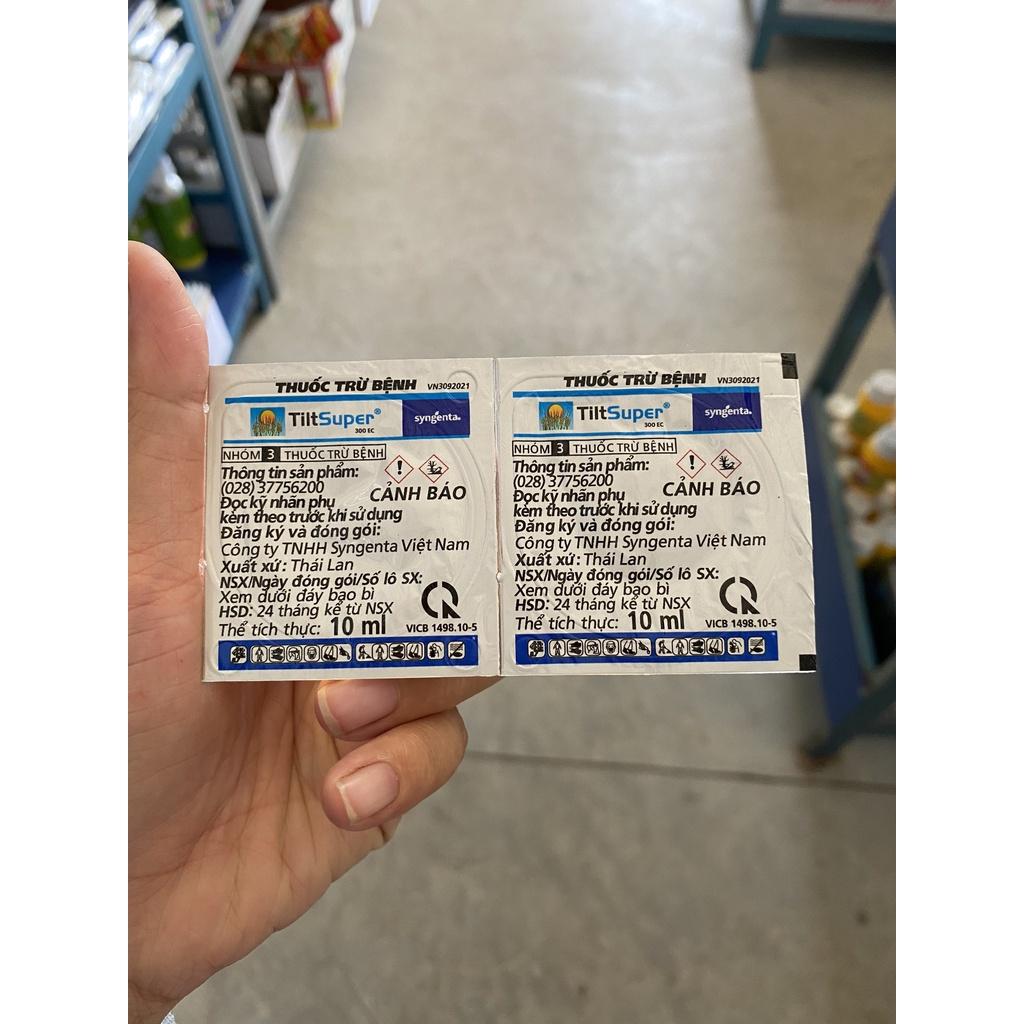 THUỐC TRỪ BỆNH VN3092021
TiltSuper® syngenta.
300 EC
NHÓM 3 THUỐC TRỪ BỆNH
Thông tin sản phẩm:
(028) 37756200
Đọc kỹ nhãn phụ
kèm theo trước khi sử dụng
CẢNH BÁO
Đăng ký và đóng gói:
Công ty TNHH Syngenta Việt Nam
Xuất xứ: Thái Lan
NSX/Ngày đóng gói/Số lô SX:
Xem dưới đáy bao bì
HSD: 24 tháng kể từ NSX
Thể tích thực: 10 ml VICB 1498.10-5
THUỐC TRỪ BỆNH VN3092021
TiltSuper® syngenta.
300 EC
NHÓM 3 THUỐC TRỪ BỆNH
Thông tin sản phẩm:
(028) 37756200
Đọc kỹ nhãn phụ
kèm theo trước khi sử dụng
CẢNH BÁO
Đăng ký và đóng gói:
Công ty TNHH Syngenta Việt Nam
Xuất xứ: Thái Lan
NSX/Ngày đóng gói/Số lô SX:
Xem dưới đáy bao bì
HSD: 24 tháng kể từ NSX
Thể tích thực: 10 ml VICB 1498.10-5